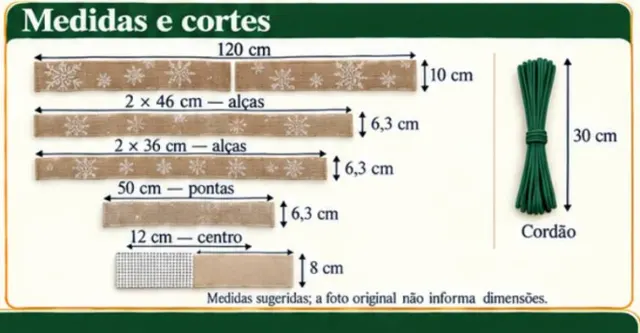 Medidas e cortes
120 cm
10 cm
2 × 46 cm — alças
6,3 cm
2 × 36 cm — alças
6,3 cm
50 cm — pontas
6,3 cm
12 cm — centro
8 cm
30 cm
Cordão
Medidas sugeridas; a foto original não informa dimensões.